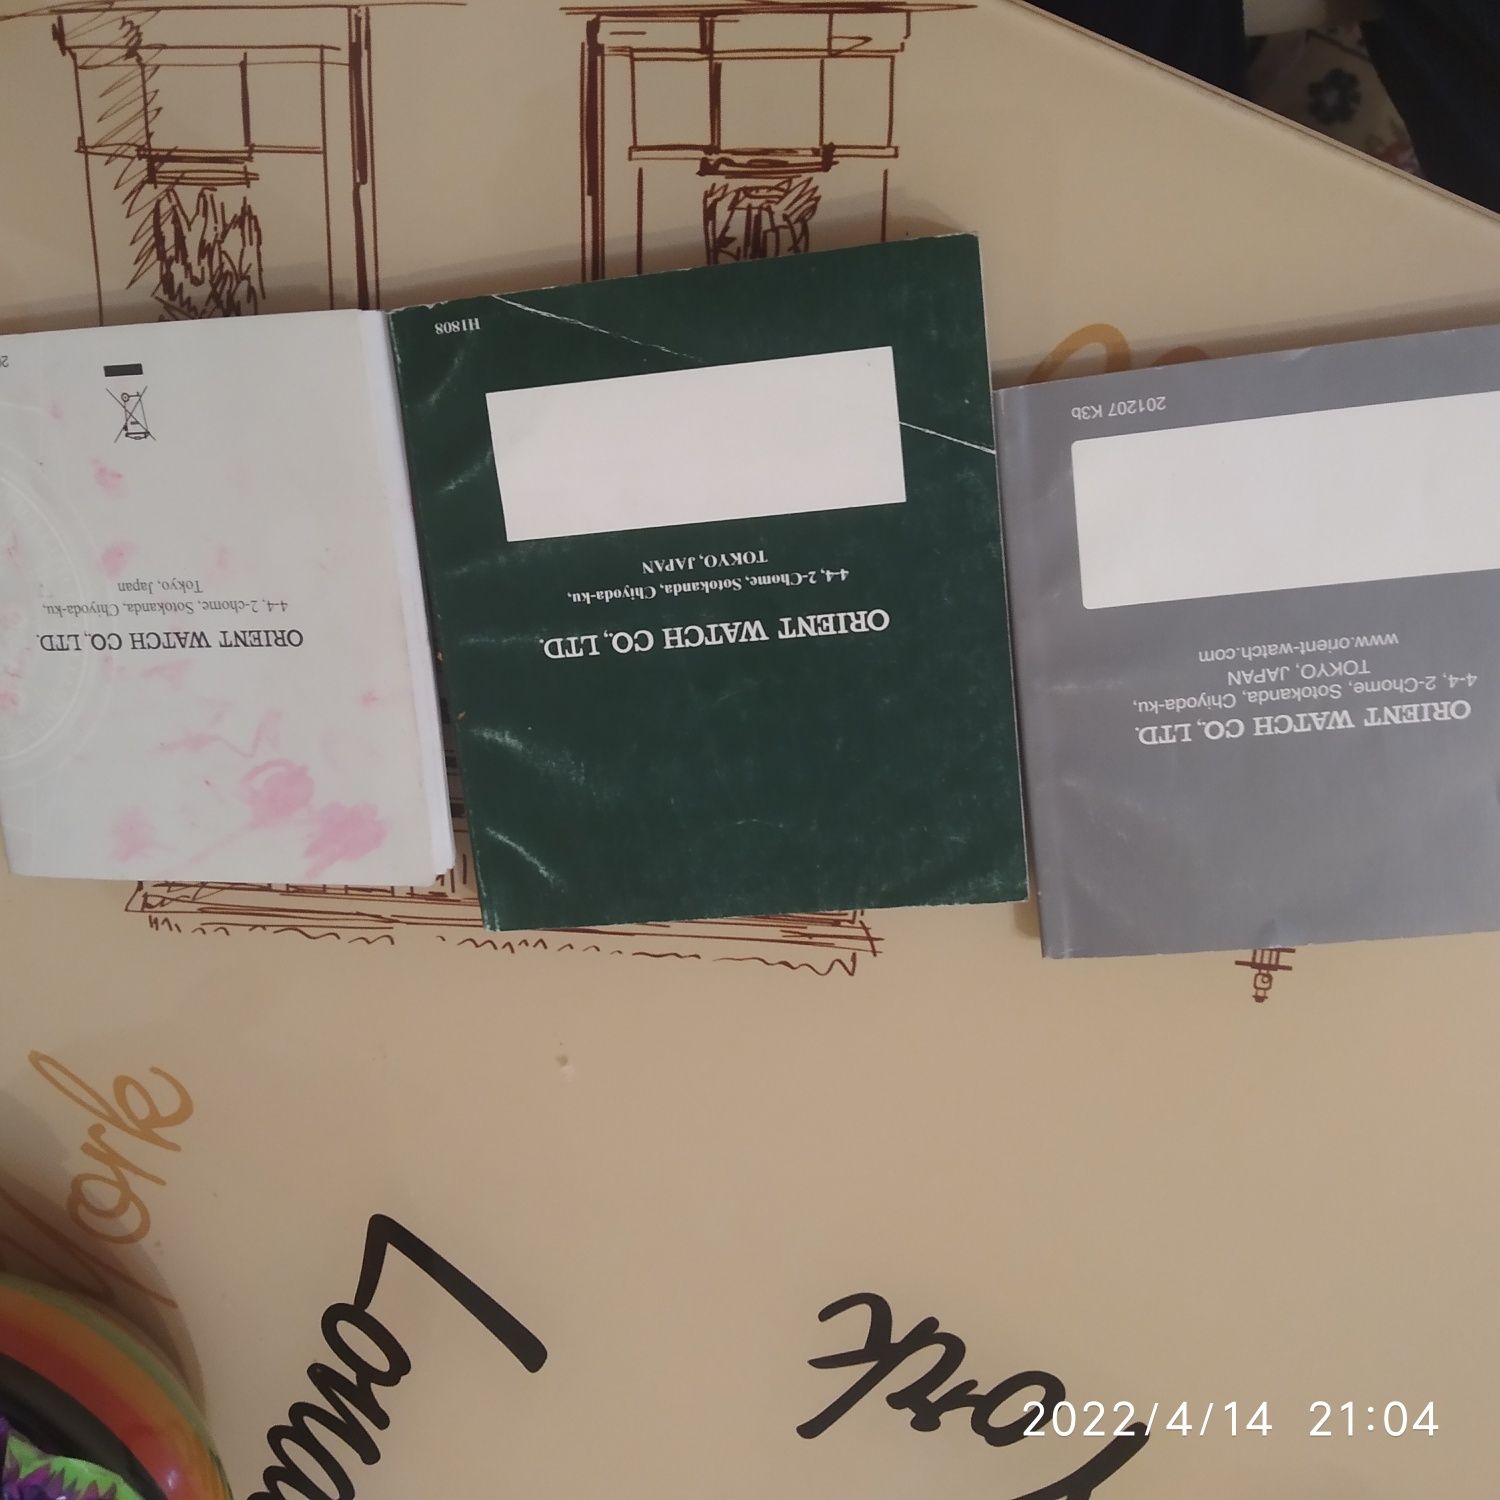 ORIENT WATCH CO., LTD.
4-4, 2-chome, Sotokanda, Chiyoda-ku,
Tokyo, Japan
ORIENT WATCH CO., LTD.
4-4, 2-Chome, Sotokanda, Chiyoda-ku,
TOKYO, JAPAN
H1808
ORIENT WATCH CO., LTD.
4-4, 2-Chome, Sotokanda, Chiyoda-ku,
TOKYO, JAPAN
www.orient-watch.com
201207 K3b
York
York
2022/4/14 21:04